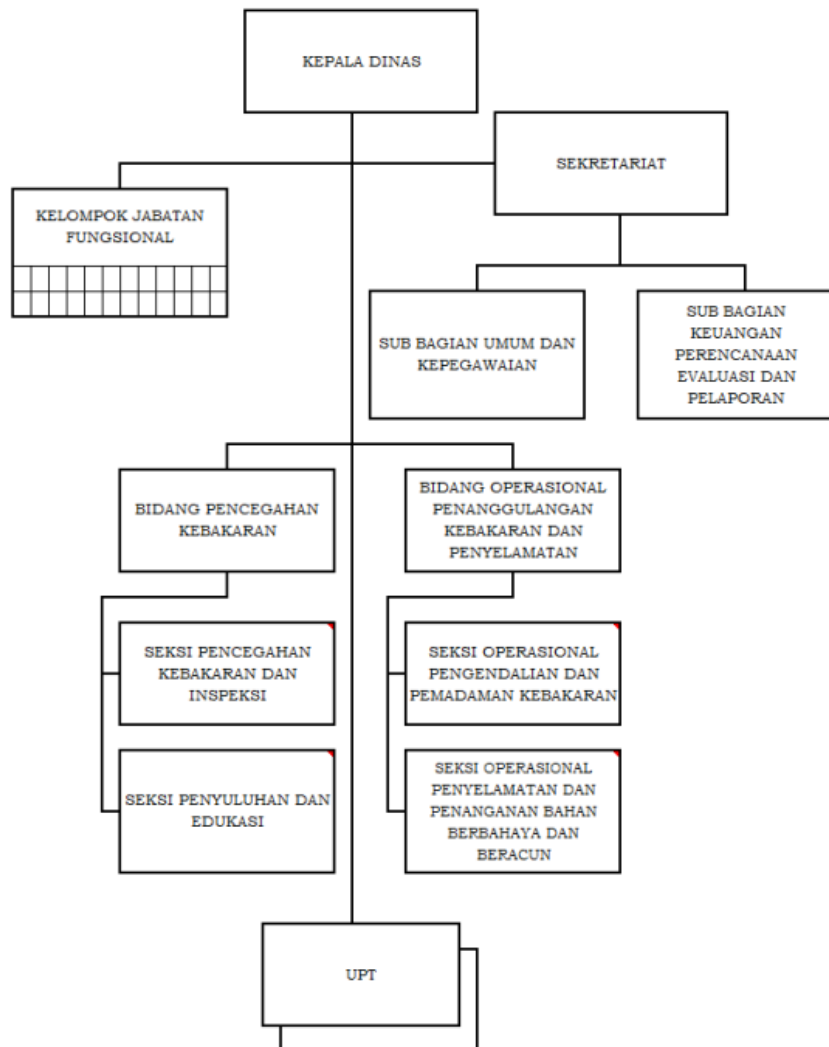 KEPALA DINAS
SEKRETARIAT
KELOMPOK JABATAN
FUNGSIONAL
SUB BAGIAN UMUM DAN
KEPEGAWAIAN
SUB BAGIAN
KEUANGAN
PERENCANAAN
EVALUASI DAN
PELAPORAN
BIDANG PENCEGAHAN
KEBAKARAN
BIDANG OPERASIONAL
PENANGGULANGAN
KEBAKARAN DAN
PENYELAMATAN
SEKSI PENCEGAHAN
KEBAKARAN DAN
INSPEKSI
SEKSI OPERASIONAL
PENGENDALIAN DAN
PEMADAMAN KEBAKARAN
SEKSI PENYULUHAN DAN
EDUKASI
SEKSI OPERASIONAL
PENYELAMATAN DAN
PENANGANAN BAHAN
BERBAHAYA DAN
BERACUN
UPT